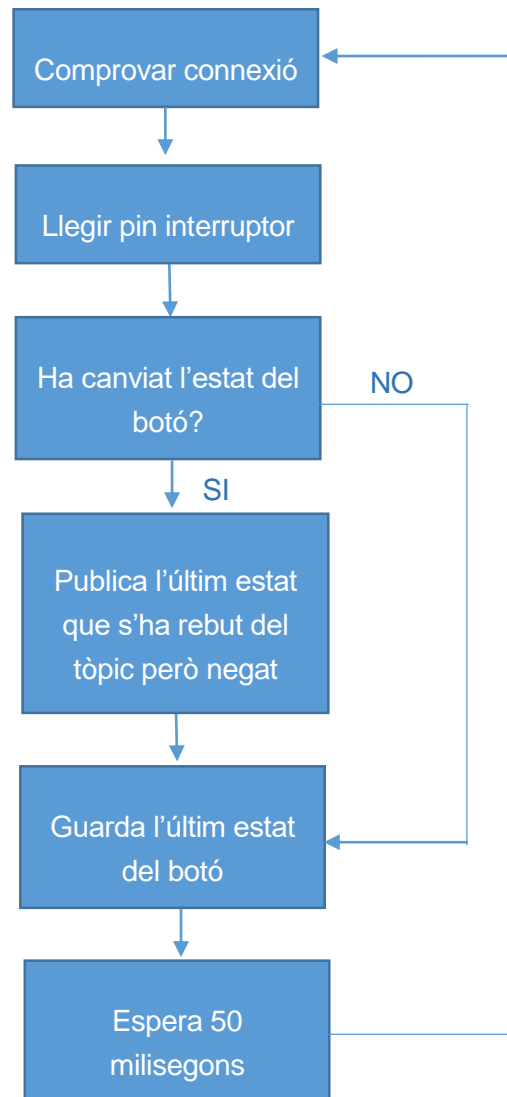 Comprovar connexió
Llegir pin interruptor
Ha canviat l’estat del
botó?
NO
SI
Publica l’últim estat
que s’ha rebut del
tòpic però negat
Guarda l’últim estat
del botó
Espera 50
milisegons